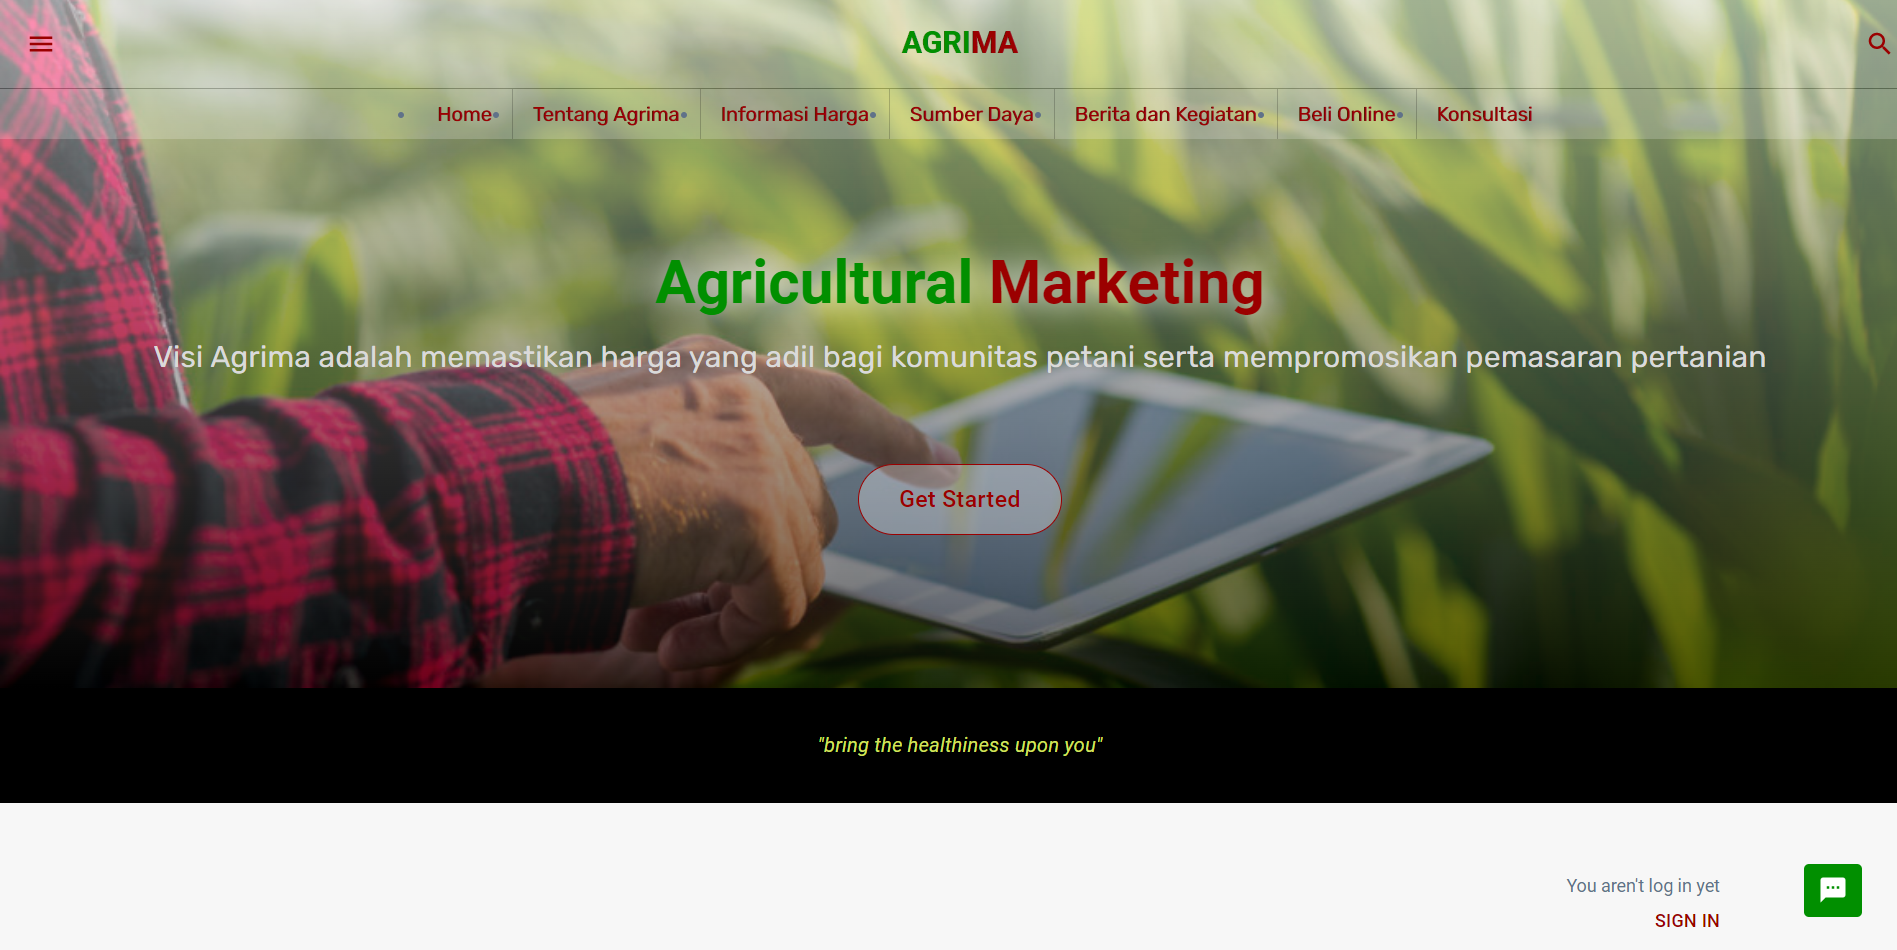 AGRIMA
Home
Tentang Agrima
Informasi Harga
Sumber Daya
Berita dan Kegiatan
Beli Online
Konsultasi
Agricultural Marketing
Visi Agrima adalah memastikan harga yang adil bagi komunitas petani serta mempromosikan pemasaran pertanian
Get Started
"bring the healthiness upon you"
You aren't log in yet
SIGN IN